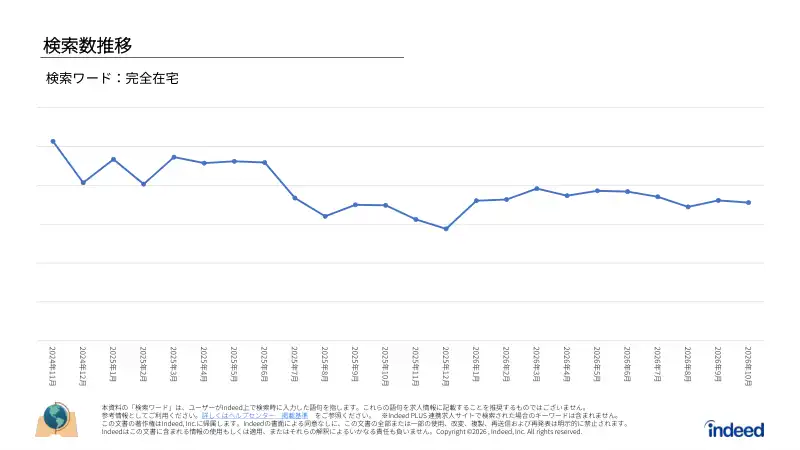 検索数推移
検索ワード：完全在宅
2024年11月
2024年12月
2025年1月
2025年2月
2025年3月
2025年4月
2025年5月
2025年6月
2025年7月
2025年8月
2025年9月
2025年10月
2025年11月
2025年12月
2026年1月
2026年2月
2026年3月
2026年4月
2026年5月
2026年6月
2026年7月
2026年8月
2026年9月
2026年10月
本資料の「検索ワード」は、ユーザーがIndeed上で検索時に入力した語句を指します。これらの語句を求人情報に記載することを推奨するものではございません。
参考情報としてご利用ください。詳しくはヘルプセンター　掲載基準　をご参照ください。　※Indeed PLUS 連携求人サイトで検索された場合のキーワードは含まれません。
この文書の著作権はIndeed, Inc.に帰属します。Indeedの書面による同意なしに、この文書の全部または一部の使用、改変、複製、再送信および再発表は明示的に禁止されます。
Indeedはこの文書に含まれる情報の使用もしくは適用、またはそれらの解釈によるいかなる責任も負いません。Copyright ©2026 , Indeed, Inc. All rights reserved.
indeed